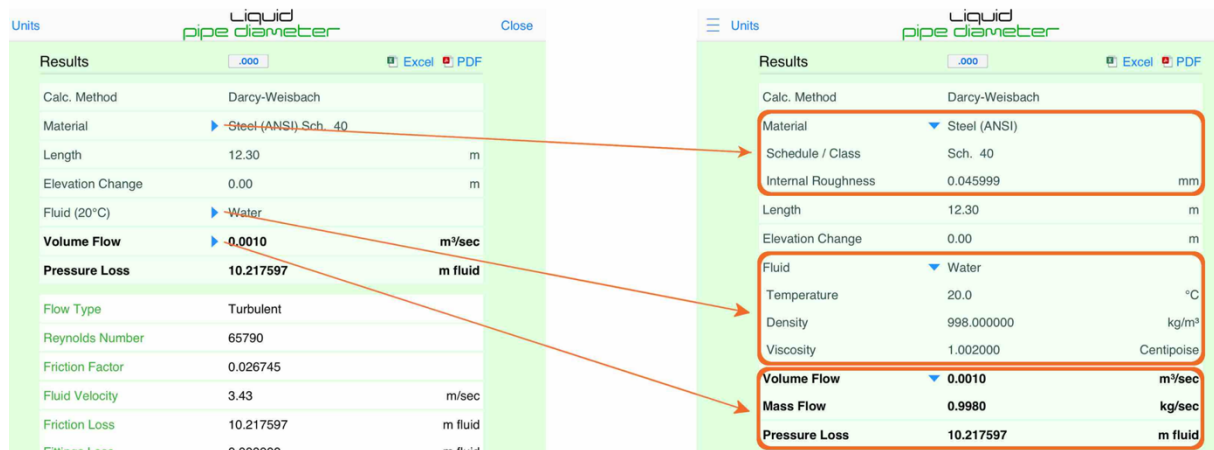 Units
Liquid
pipe diameter
Close
Results
.000
Excel PDF
Calc. Method Darcy-Weisbach
Material Steel (ANSI) Sch. 40
Length 12.30 m
Elevation Change 0.00 m
Fluid (20°C) Water
Volume Flow 0.0010 m³/sec
Pressure Loss 10.217597 m fluid
Flow Type Turbulent
Reynolds Number 65790
Friction Factor 0.026745
Fluid Velocity 3.43 m/sec
Friction Loss 10.217597 m fluid
Units
Liquid
pipe diameter
Results
.000
Excel PDF
Calc. Method Darcy-Weisbach
Material Steel (ANSI)
Schedule / Class Sch. 40
Internal Roughness 0.045999 mm
Length 12.30 m
Elevation Change 0.00 m
Fluid Water
Temperature 20.0 °C
Density 998.000000 kg/m³
Viscosity 1.002000 Centipoise
Volume Flow 0.0010 m³/sec
Mass Flow 0.9980 kg/sec
Pressure Loss 10.217597 m fluid